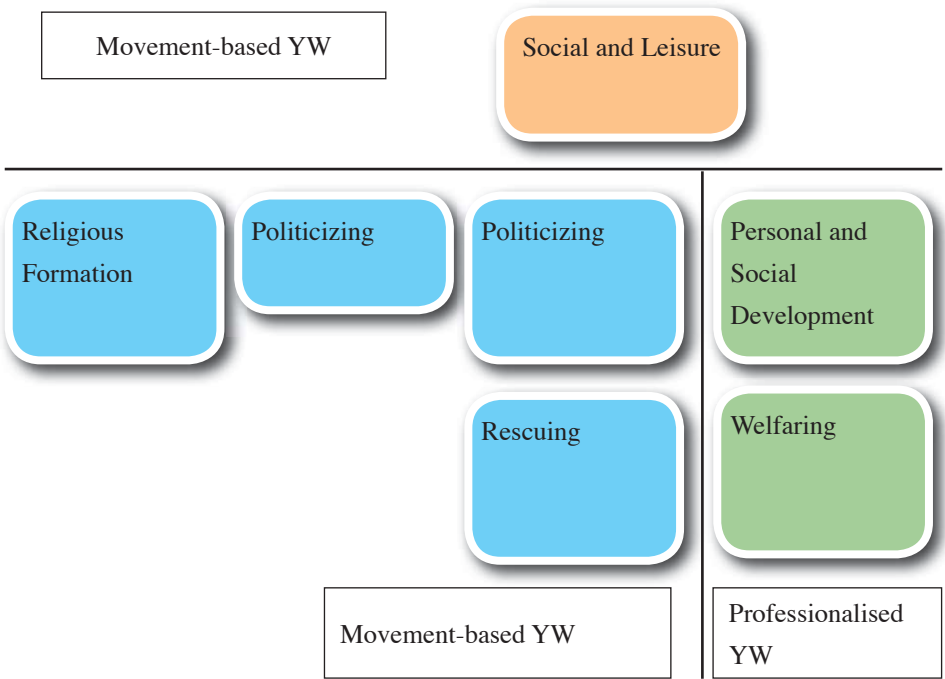 Movement-based YW
Social and Leisure
Religious
Formation
Politicizing
Politicizing
Personal and
Social
Development
Rescuing
Welfaring
Movement-based YW
Professionalised
YW